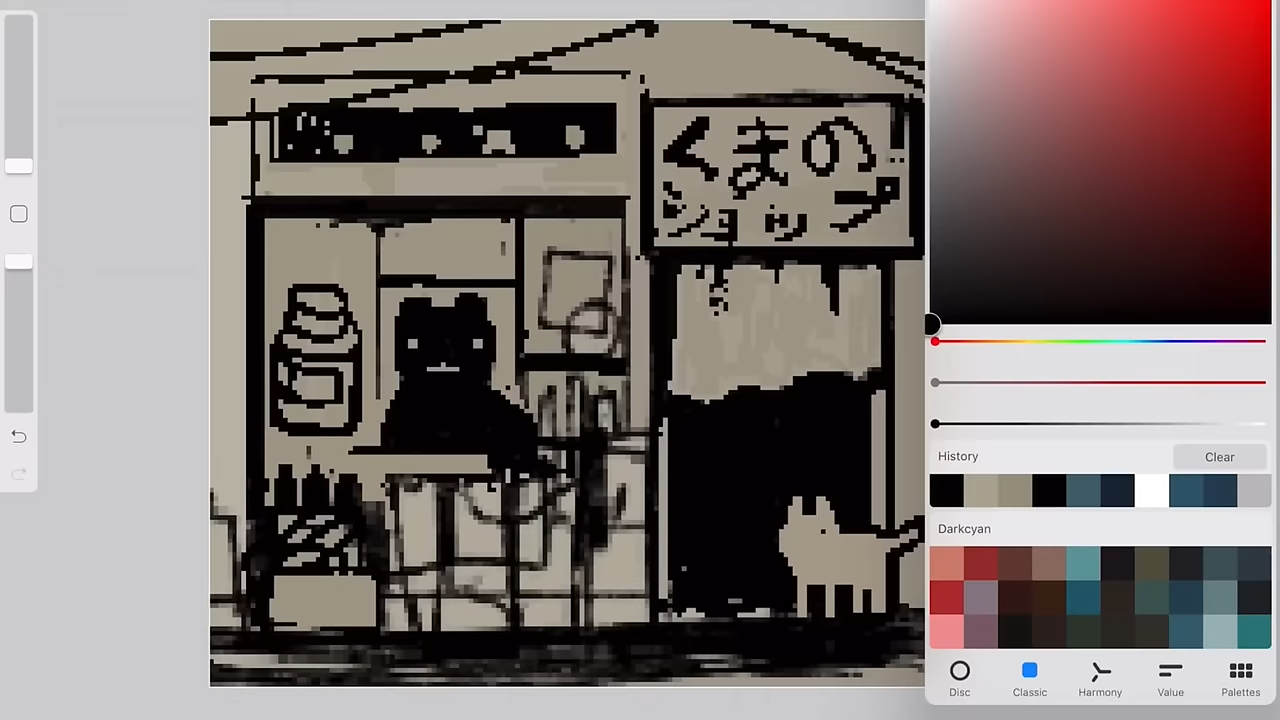 くまの
ショップ
History
Clear
Darkcyan
Disc
Classic
Harmony
Value
Palettes